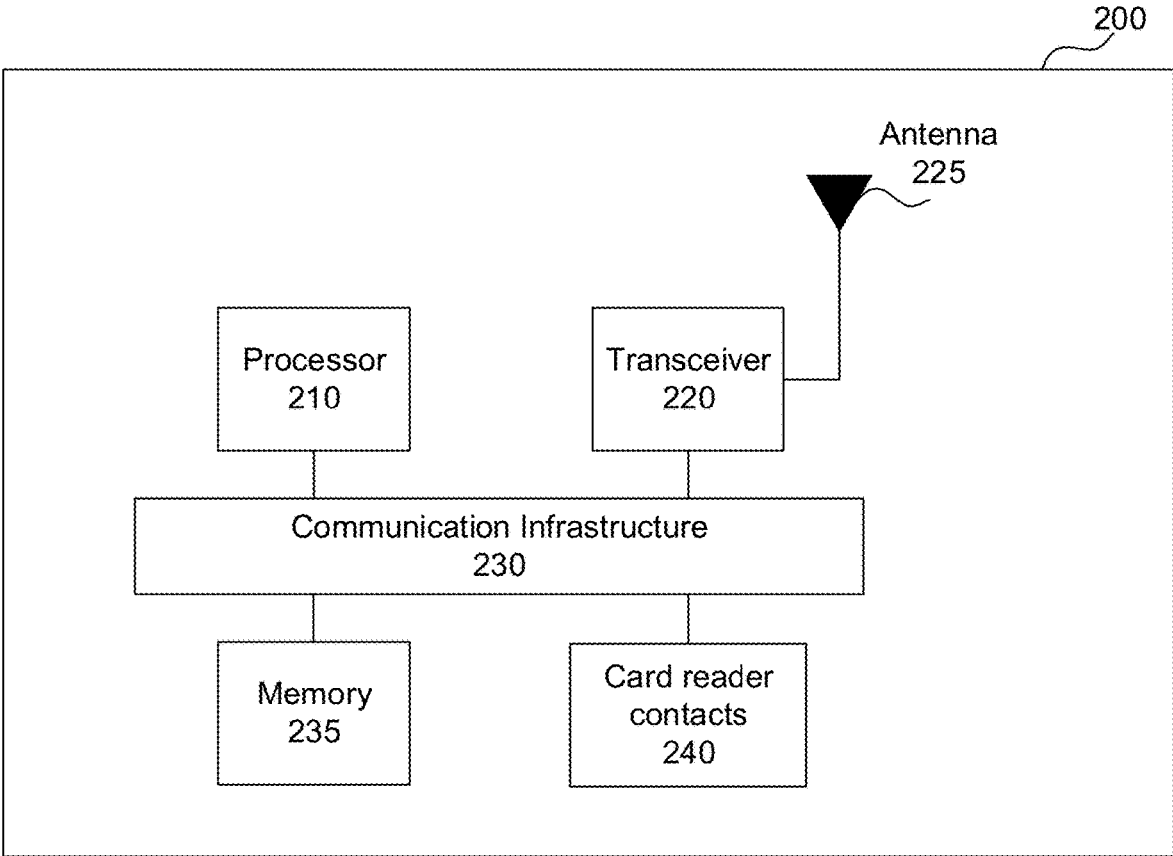 200
Antenna
225
Processor
210
Transceiver
220
Communication Infrastructure
230
Memory
235
Card reader
contacts
240